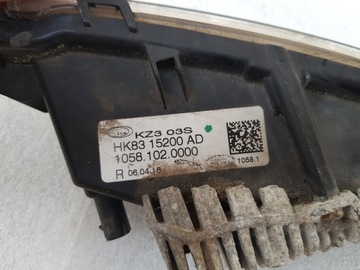 KZ3 03S
HK83 15200 AD
1058.102.0000
R 06.04.18
1058.1